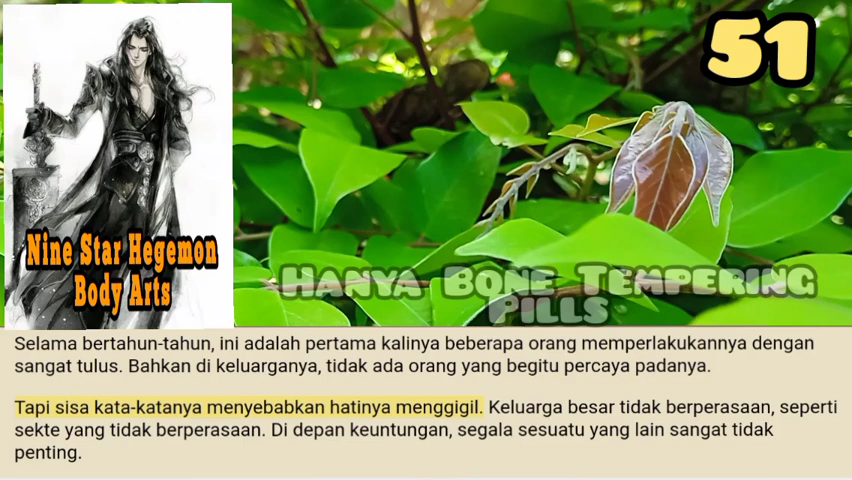 51
Nine Star Hegemon
Body Arts
Hanya Bone Tempering
Pills
Selama bertahun-tahun, ini adalah pertama kalinya beberapa orang memperlakukannya dengan
sangat tulus. Bahkan di keluarganya, tidak ada orang yang begitu percaya padanya.
Tapi sisa kata-katanya menyebabkan hatinya menggigil. Keluarga besar tidak berperasaan, seperti
sekte yang tidak berperasaan. Di depan keuntungan, segala sesuatu yang lain sangat tidak
penting.